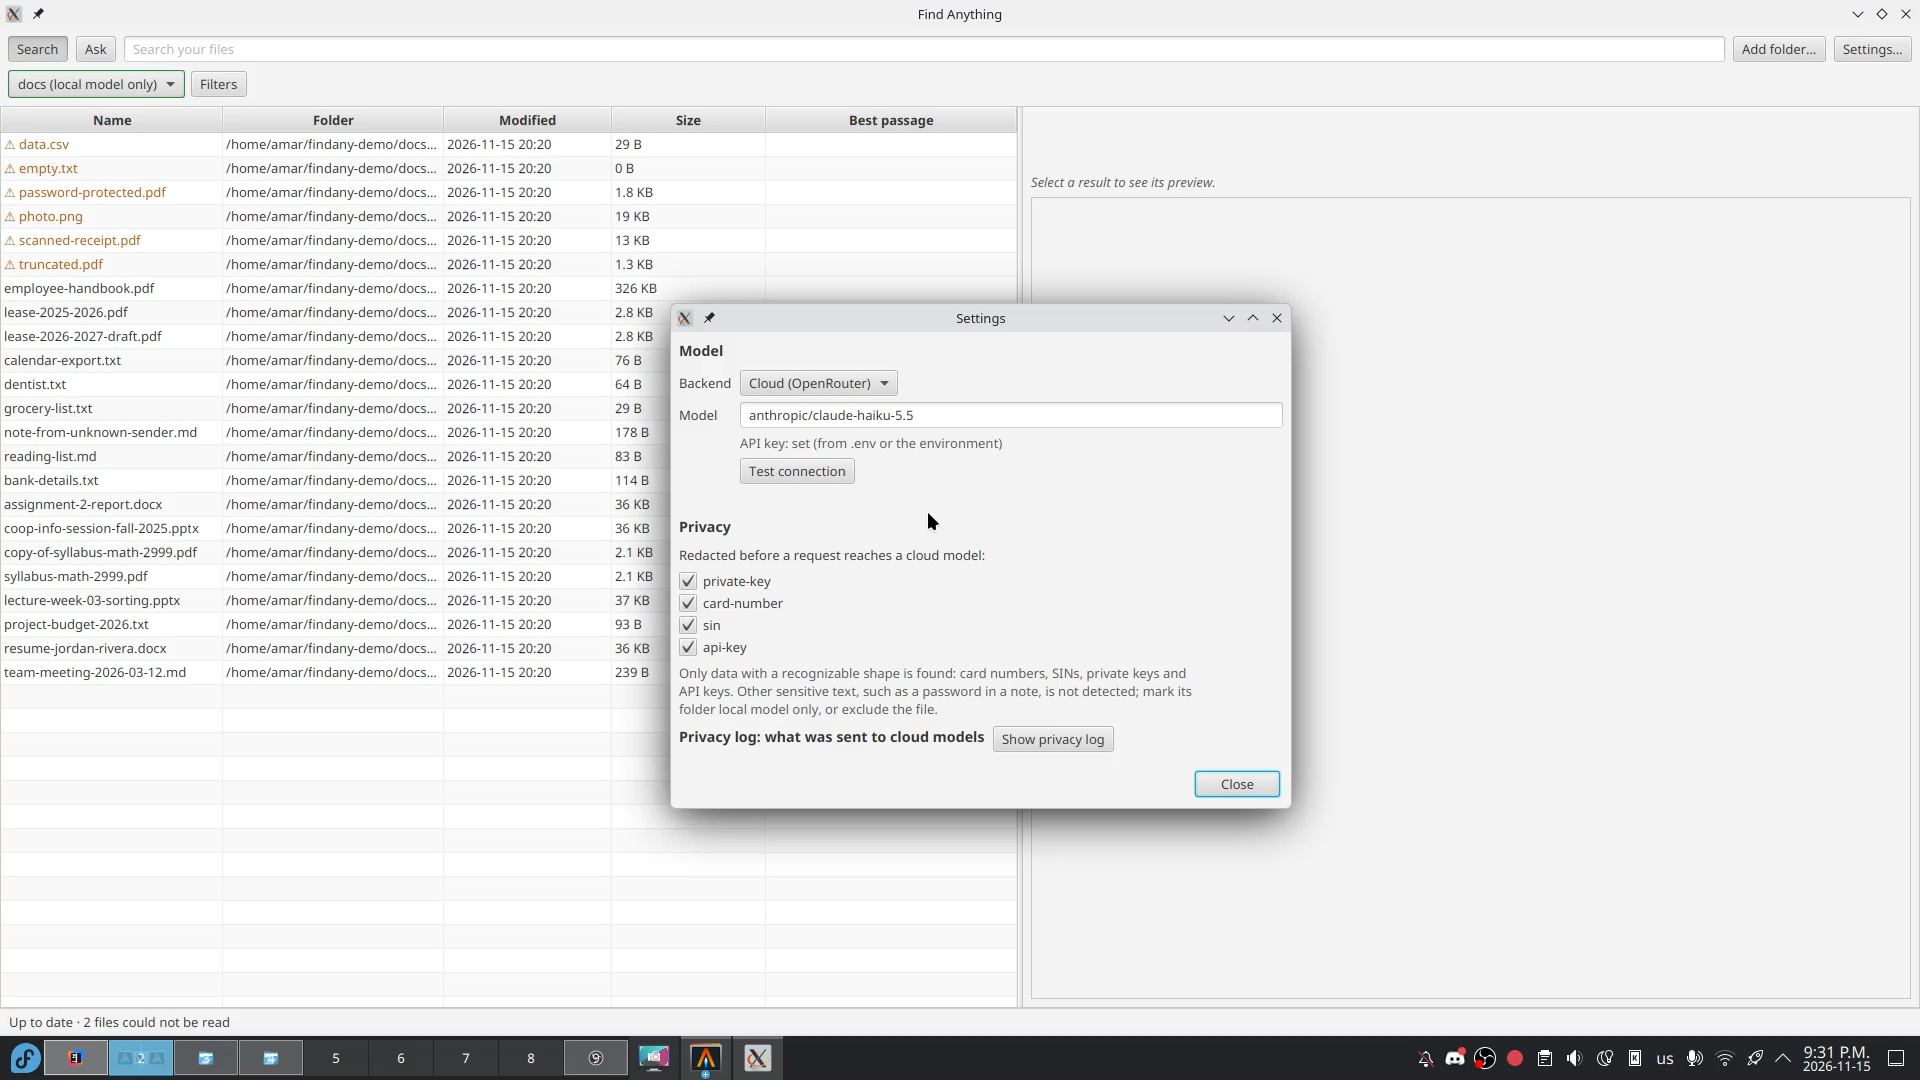 Find Anything
Search Ask Search your files Add folder... Settings...
docs (local model only) Filters
Name Folder Modified Size Best passage
⚠ data.csv /home/amar/findany-demo/docs... 2026-11-15 20:20 29 B
⚠ empty.txt /home/amar/findany-demo/docs... 2026-11-15 20:20 0 B
⚠ password-protected.pdf /home/amar/findany-demo/docs... 2026-11-15 20:20 1.8 KB
⚠ photo.png /home/amar/findany-demo/docs... 2026-11-15 20:20 19 KB
⚠ scanned-receipt.pdf /home/amar/findany-demo/docs... 2026-11-15 20:20 13 KB
⚠ truncated.pdf /home/amar/findany-demo/docs... 2026-11-15 20:20 1.3 KB
employee-handbook.pdf /home/amar/findany-demo/docs... 2026-11-15 20:20 326 KB
lease-2025-2026.pdf /home/amar/findany-demo/docs... 2026-11-15 20:20 2.8 KB
lease-2026-2027-draft.pdf /home/amar/findany-demo/docs... 2026-11-15 20:20 2.8 KB
calendar-export.txt /home/amar/findany-demo/docs... 2026-11-15 20:20 76 B
dentist.txt /home/amar/findany-demo/docs... 2026-11-15 20:20 64 B
grocery-list.txt /home/amar/findany-demo/docs... 2026-11-15 20:20 29 B
note-from-unknown-sender.md /home/amar/findany-demo/docs... 2026-11-15 20:20 178 B
reading-list.md /home/amar/findany-demo/docs... 2026-11-15 20:20 83 B
bank-details.txt /home/amar/findany-demo/docs... 2026-11-15 20:20 114 B
assignment-2-report.docx /home/amar/findany-demo/docs... 2026-11-15 20:20 36 KB
coop-info-session-fall-2025.pptx /home/amar/findany-demo/docs... 2026-11-15 20:20 36 KB
copy-of-syllabus-math-2999.pdf /home/amar/findany-demo/docs... 2026-11-15 20:20 2.1 KB
syllabus-math-2999.pdf /home/amar/findany-demo/docs... 2026-11-15 20:20 2.1 KB
lecture-week-03-sorting.pptx /home/amar/findany-demo/docs... 2026-11-15 20:20 37 KB
project-budget-2026.txt /home/amar/findany-demo/docs... 2026-11-15 20:20 93 B
resume-jordan-rivera.docx /home/amar/findany-demo/docs... 2026-11-15 20:20 36 KB
team-meeting-2026-03-12.md /home/amar/findany-demo/docs... 2026-11-15 20:20 239 B
Select a result to see its preview.
Settings
Model
Backend Cloud (OpenRouter)
Model anthropic/claude-haiku-5.5
API key: set (from .env or the environment)
Test connection
Privacy
Redacted before a request reaches a cloud model:
private-key
card-number
sin
api-key
Only data with a recognizable shape is found: card numbers, SINs, private keys and
API keys. Other sensitive text, such as a password in a note, is not detected; mark its
folder local model only, or exclude the file.
Privacy log: what was sent to cloud models Show privacy log
Close
Up to date · 2 files could not be read
2 5 6 7 8 9 us 9:31 P.M.
2026-11-15